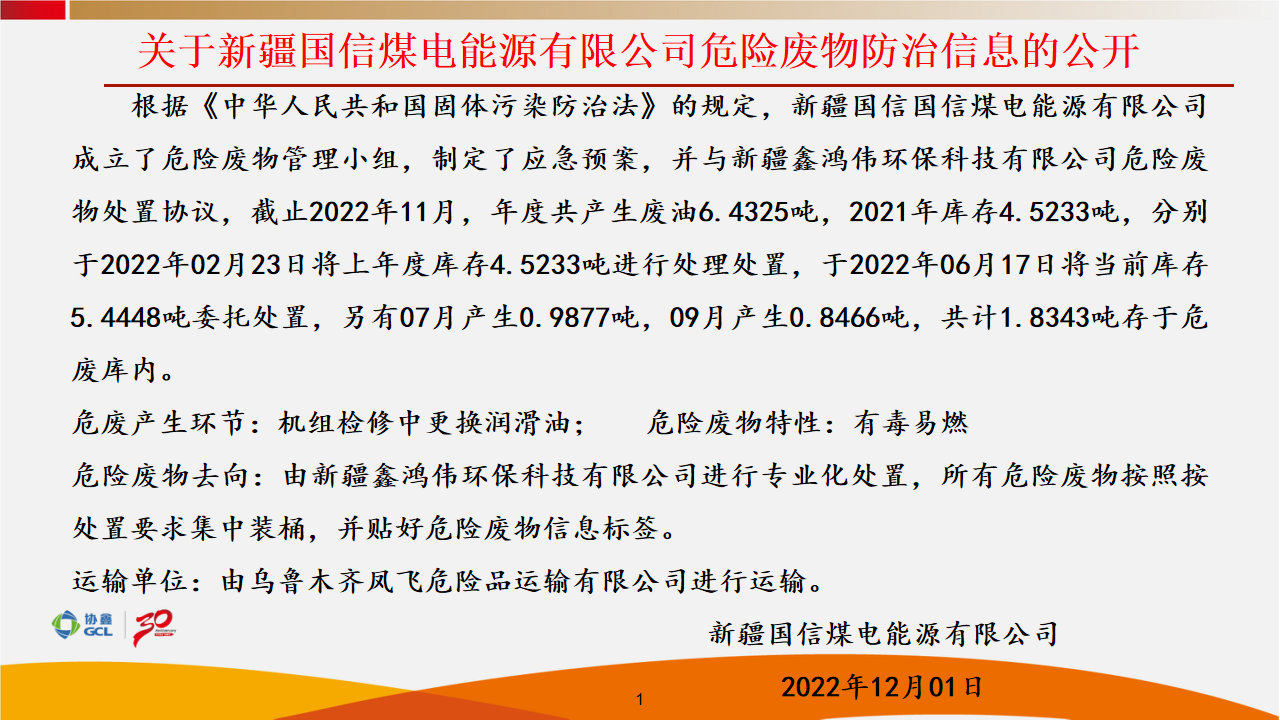 关于新疆国信煤电能源有限公司危险废物防治信息的公开
根据《中华人民共和国固体污染防治法》的规定，新疆国信国信煤电能源有限公司
成立了危险废物管理小组，制定了应急预案，并与新疆鑫鸿伟环保科技有限公司危险废
物处置协议，截止2022年11月，年度共产生废油6.4325吨，2021年库存4.5233吨，分别
于2022年02月23日将上年度库存4.5233吨进行处理处置，于2022年06月17日将当前库存
5.4448吨委托处置，另有07月产生0.9877吨，09月产生0.8466吨，共计1.8343吨存于危
废库内。
危废产生环节：机组检修中更换润滑油；　　危险废物特性：有毒易燃
危险废物去向：由新疆鑫鸿伟环保科技有限公司进行专业化处置，所有危险废物按照按
处置要求集中装桶，并贴好危险废物信息标签。
运输单位：由乌鲁木齐凤飞危险品运输有限公司进行运输。
协鑫
GCL
30
新疆国信煤电能源有限公司
2022年12月01日
1